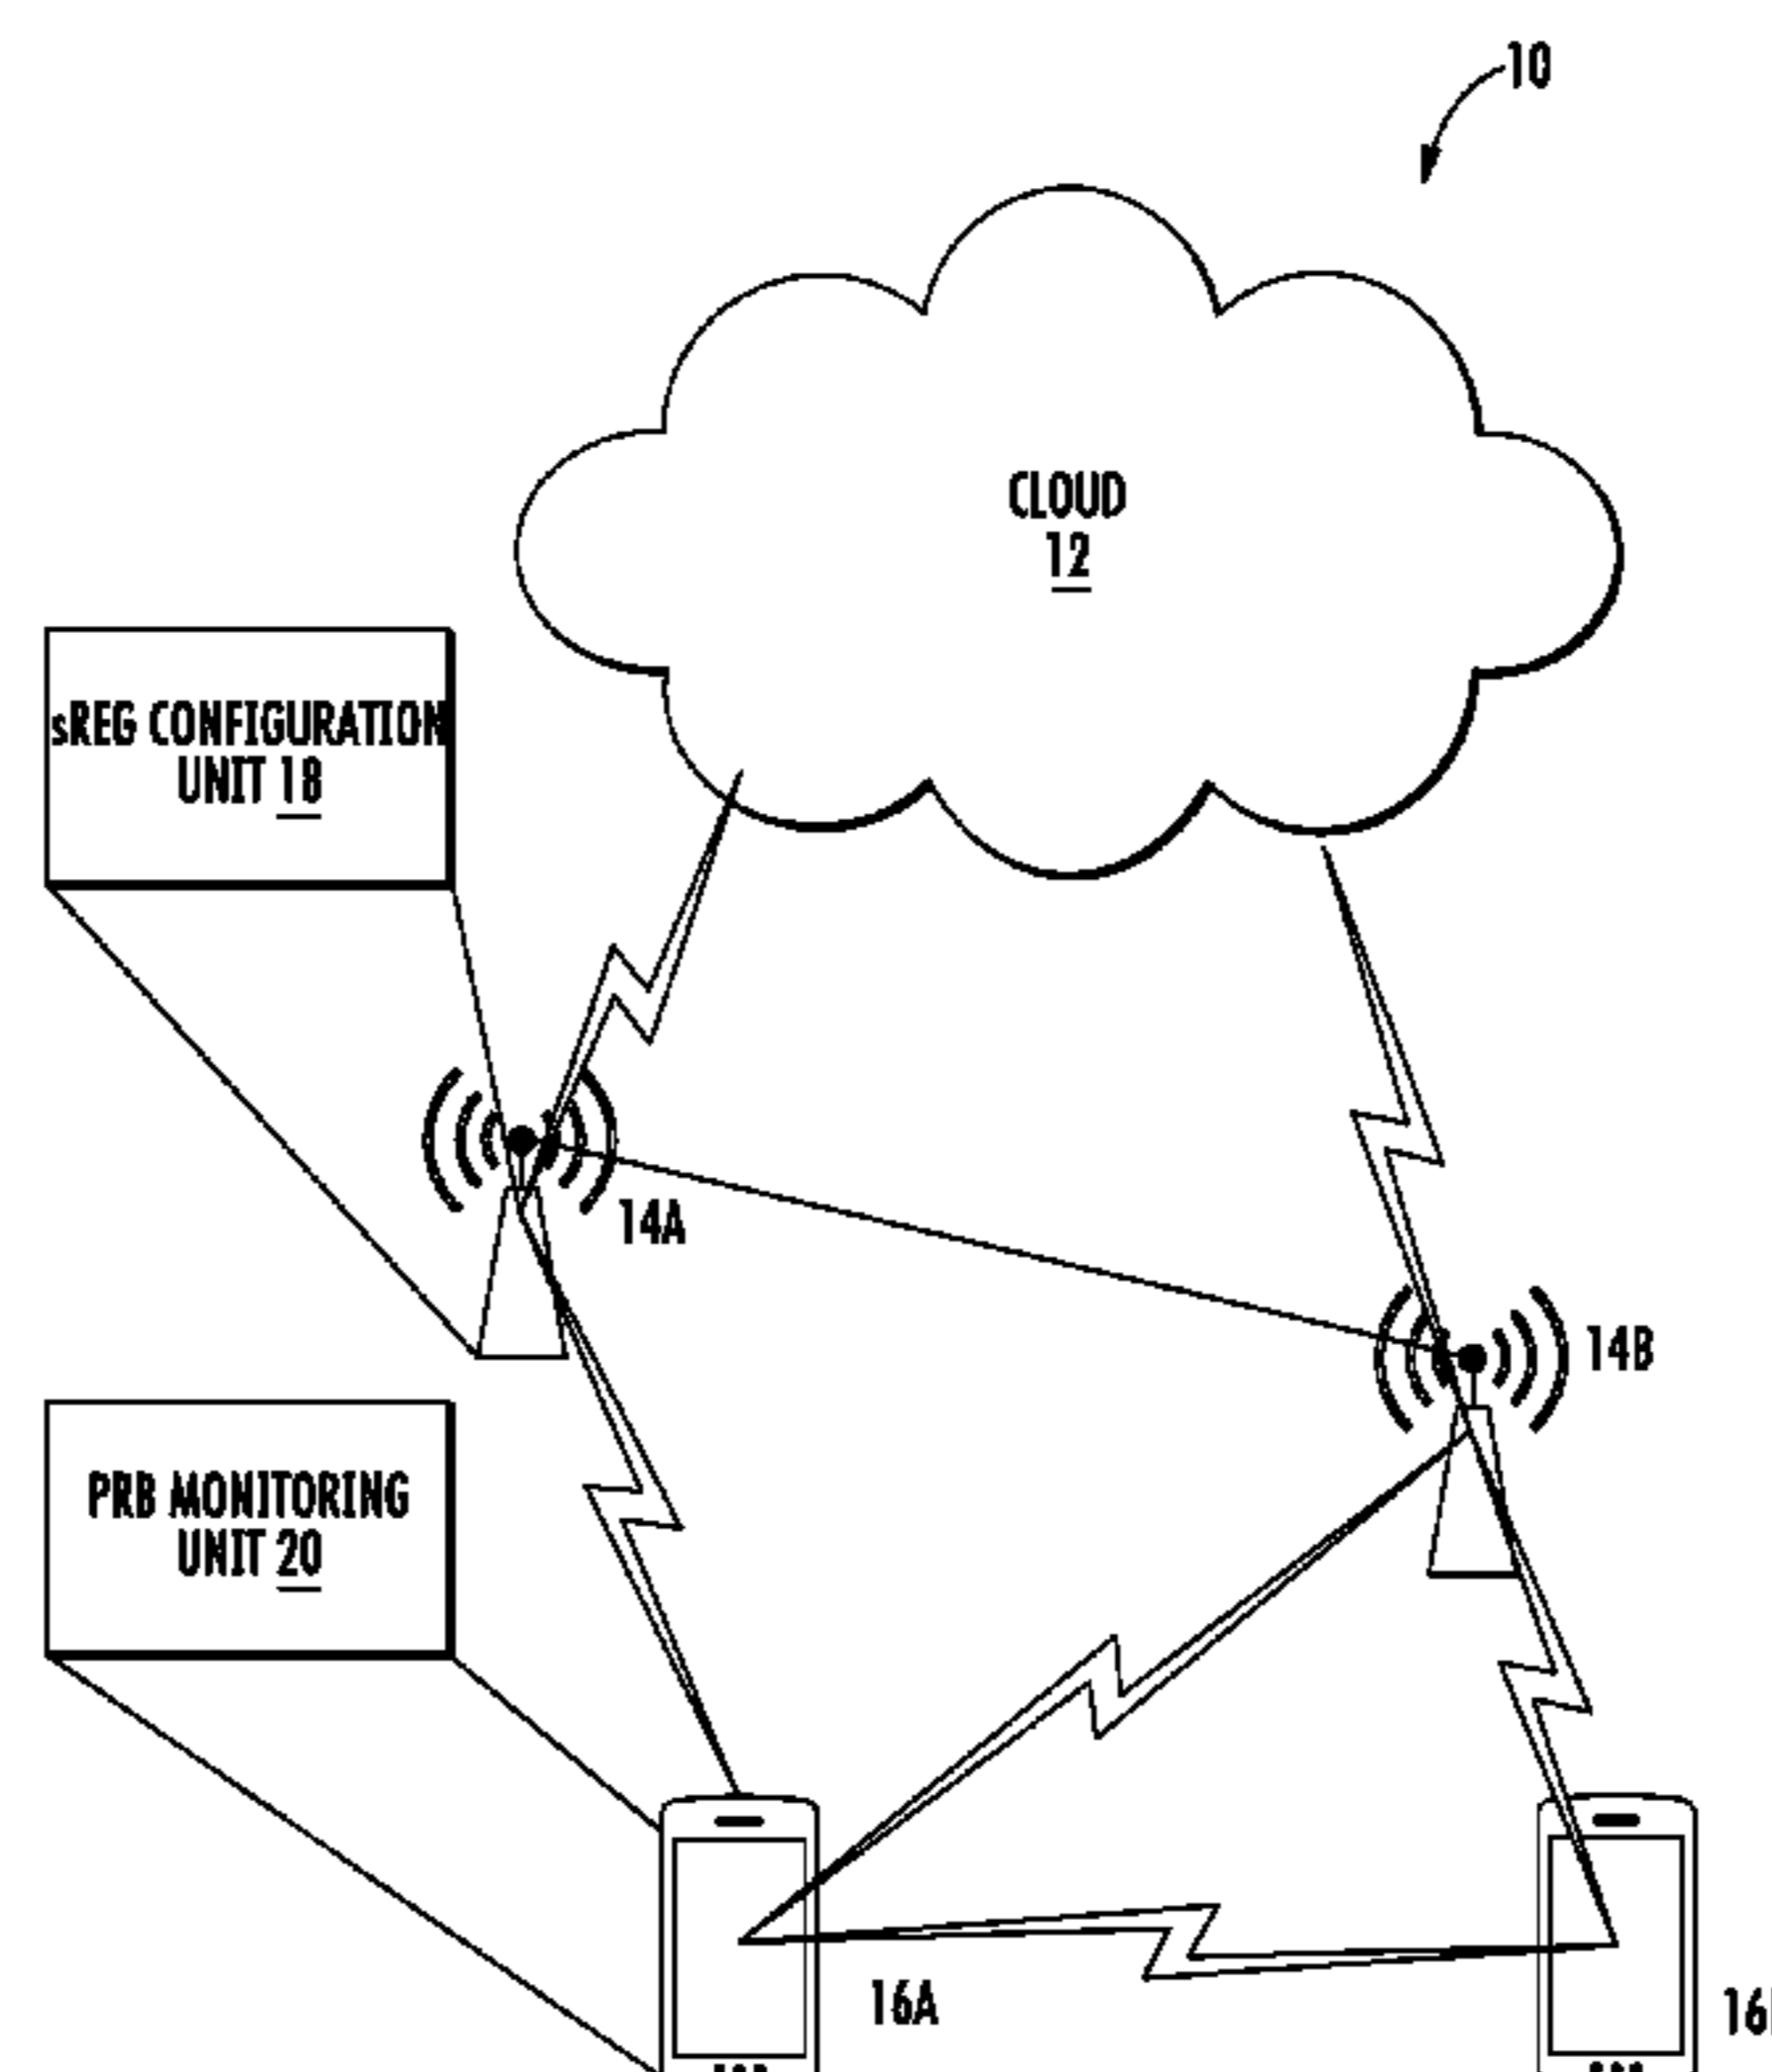 10
CLOUD
12
sREG CONFIGURATION
UNIT 18
14A
14B
PRB MONITORING
UNIT 20
16A